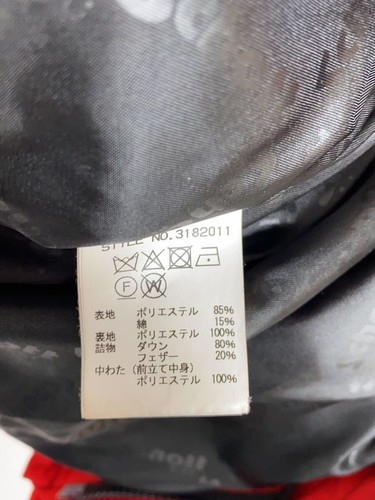 STYLE NO.3182011
F
W
表地 ポリエステル 85%
綿 15%
裏地 ポリエステル 100%
詰物 ダウン 80%
フェザー 20%
中わた (前立て中身)
ポリエステル 100%